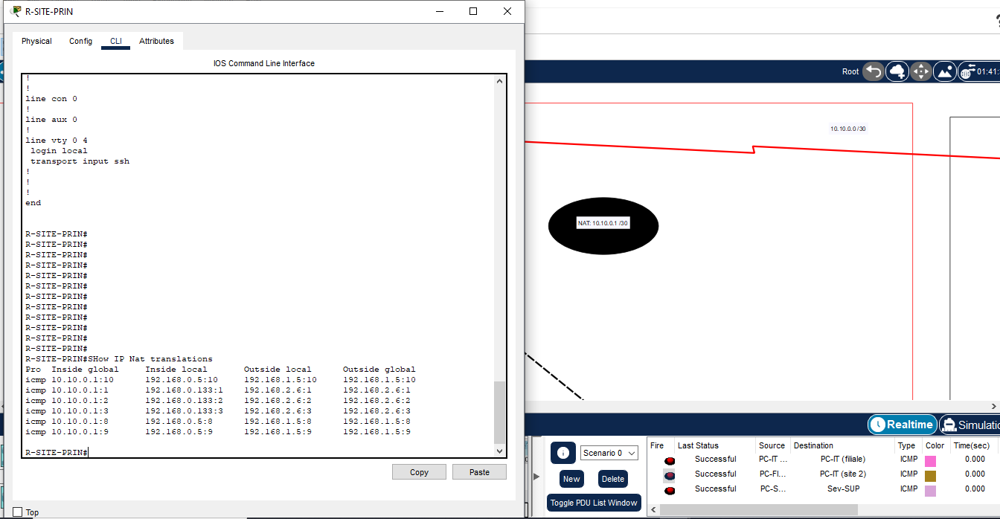 R-SITE-PRIN
Physical Config CLI Attributes
IOS Command Line Interface
!
!
line con 0
!
line aux 0
!
line vty 0 4
login local
transport input ssh
!
!
!
end
R-SITE-PRIN#
R-SITE-PRIN#
R-SITE-PRIN#
R-SITE-PRIN#
R-SITE-PRIN#
R-SITE-PRIN#
R-SITE-PRIN#
R-SITE-PRIN#
R-SITE-PRIN#
R-SITE-PRIN#
R-SITE-PRIN#
R-SITE-PRIN#
R-SITE-PRIN#SHow IP Nat translations
Pro Inside global Inside local Outside local Outside global
icmp 10.10.0.1:10 192.168.0.5:10 192.168.1.5:10 192.168.1.5:10
icmp 10.10.0.1:1 192.168.0.133:1 192.168.2.6:1 192.168.2.6:1
icmp 10.10.0.1:2 192.168.0.133:2 192.168.2.6:2 192.168.2.6:2
icmp 10.10.0.1:3 192.168.0.133:3 192.168.2.6:3 192.168.2.6:3
icmp 10.10.0.1:8 192.168.0.5:8 192.168.1.5:8 192.168.1.5:8
icmp 10.10.0.1:9 192.168.0.5:9 192.168.1.5:9 192.168.1.5:9
R-SITE-PRIN#
Copy Paste
Top
Root 01:41:
10.10.0.0 /30
NAT: 10.10.0.1 /30
Realtime Simulatio
Scenario 0
New Delete
Toggle PDU List Window
Fire Last Status Source Destination Type Color Time(sec)
Successful PC-IT ... PC-IT (filiale) ICMP 0.000
Successful PC-FI... PC-IT (site 2) ICMP 0.000
Successful PC-S... Sev-SUP ICMP 0.000